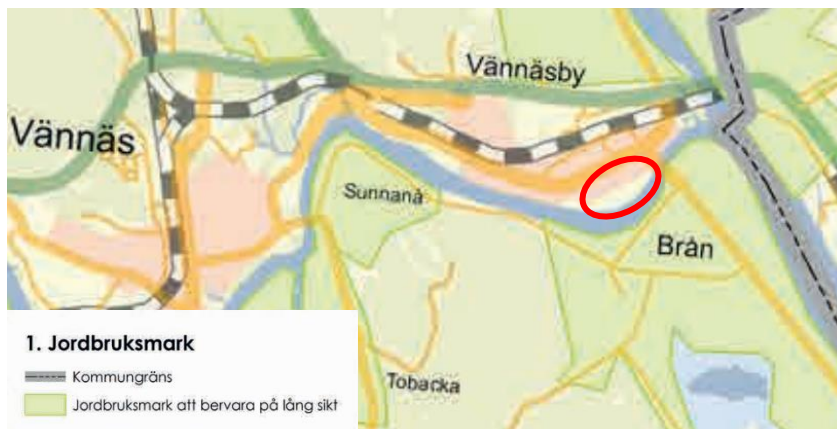 Vännäsby
Vännäs
Sunnanå
Brån
Tobacka
1. Jordbruksmark
Kommungräns
Jordbruksmark att bervara på lång sikt